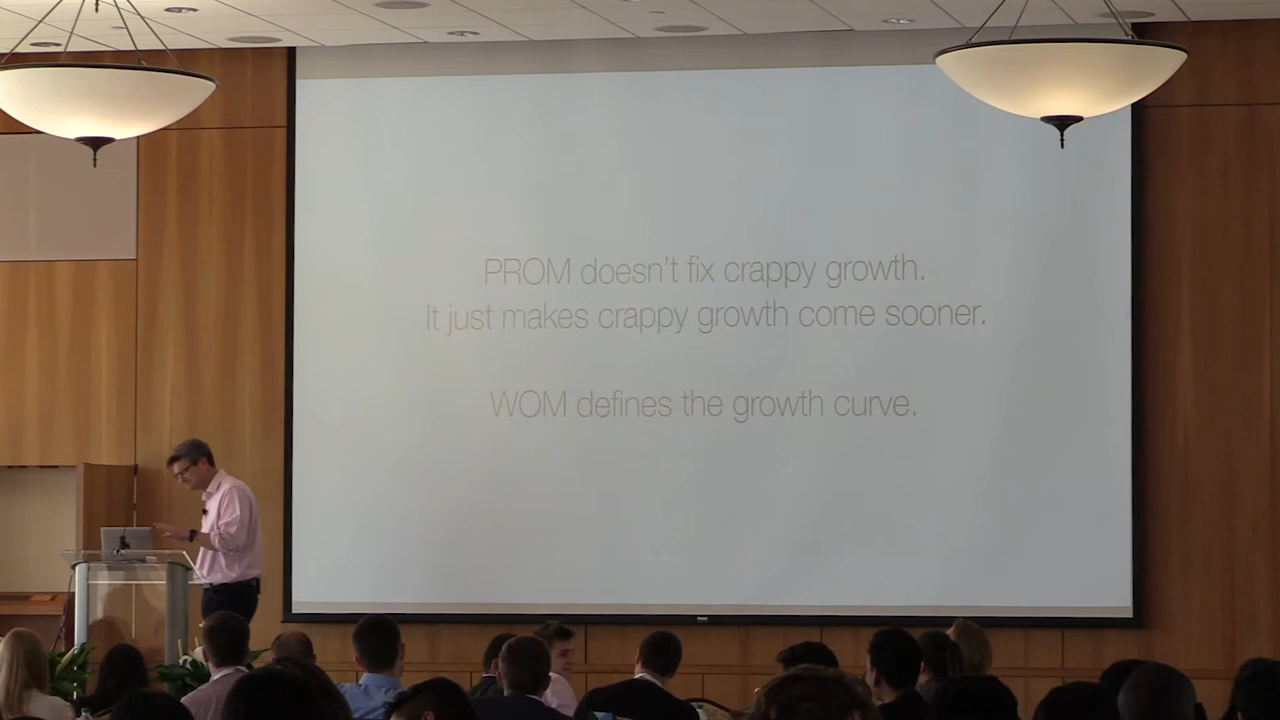 PROM doesn't fix crappy growth.
It just makes crappy growth come sooner.
WOM defines the growth curve.